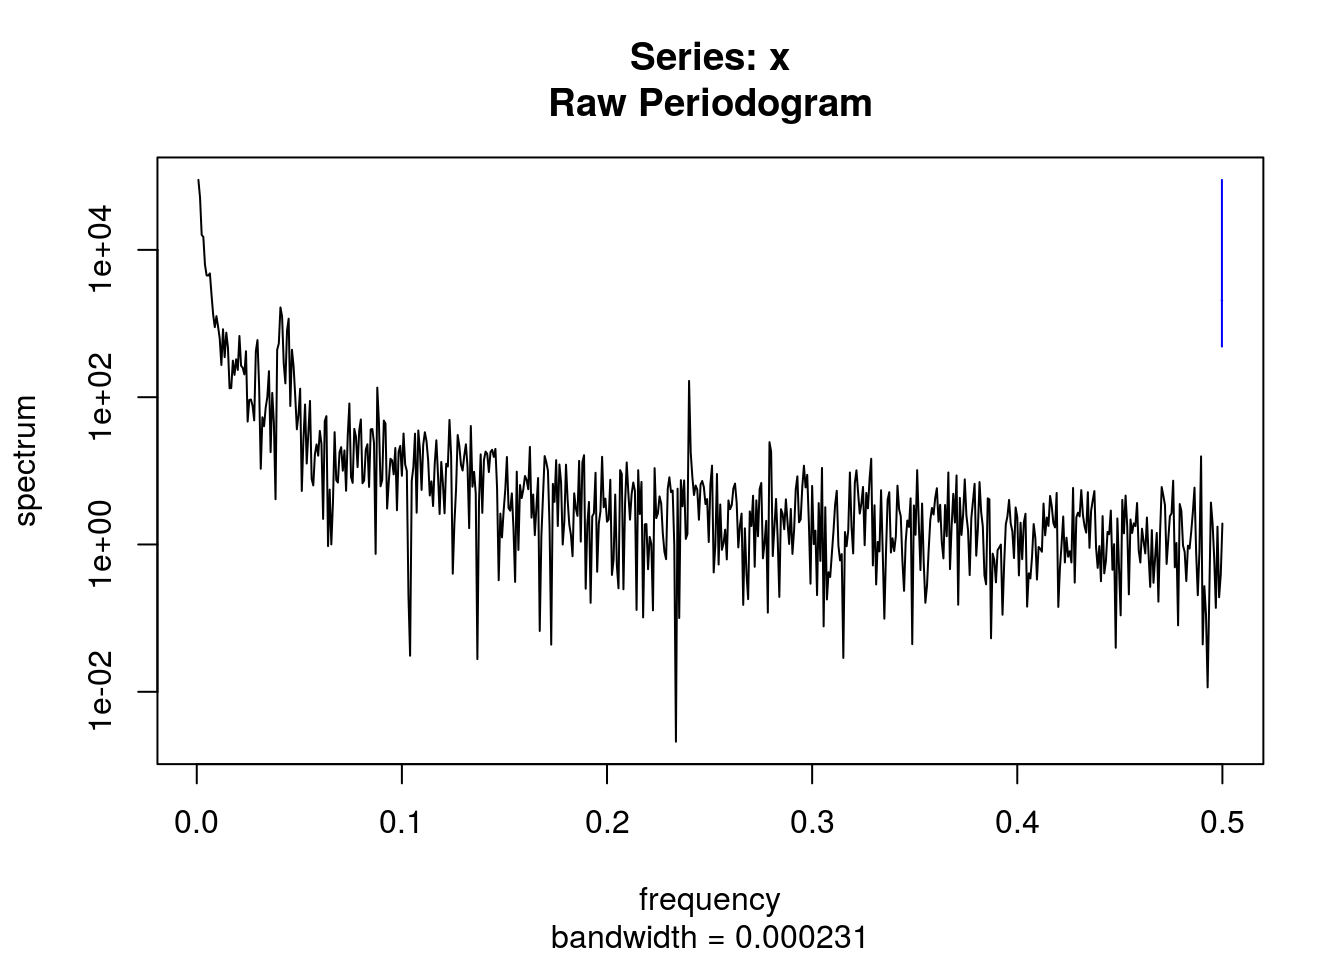 Series: x
Raw Periodogram
spectrum
1e+04
1e+02
1e+00
1e-02
0.0 0.1 0.2 0.3 0.4 0.5
frequency
bandwidth = 0.000231